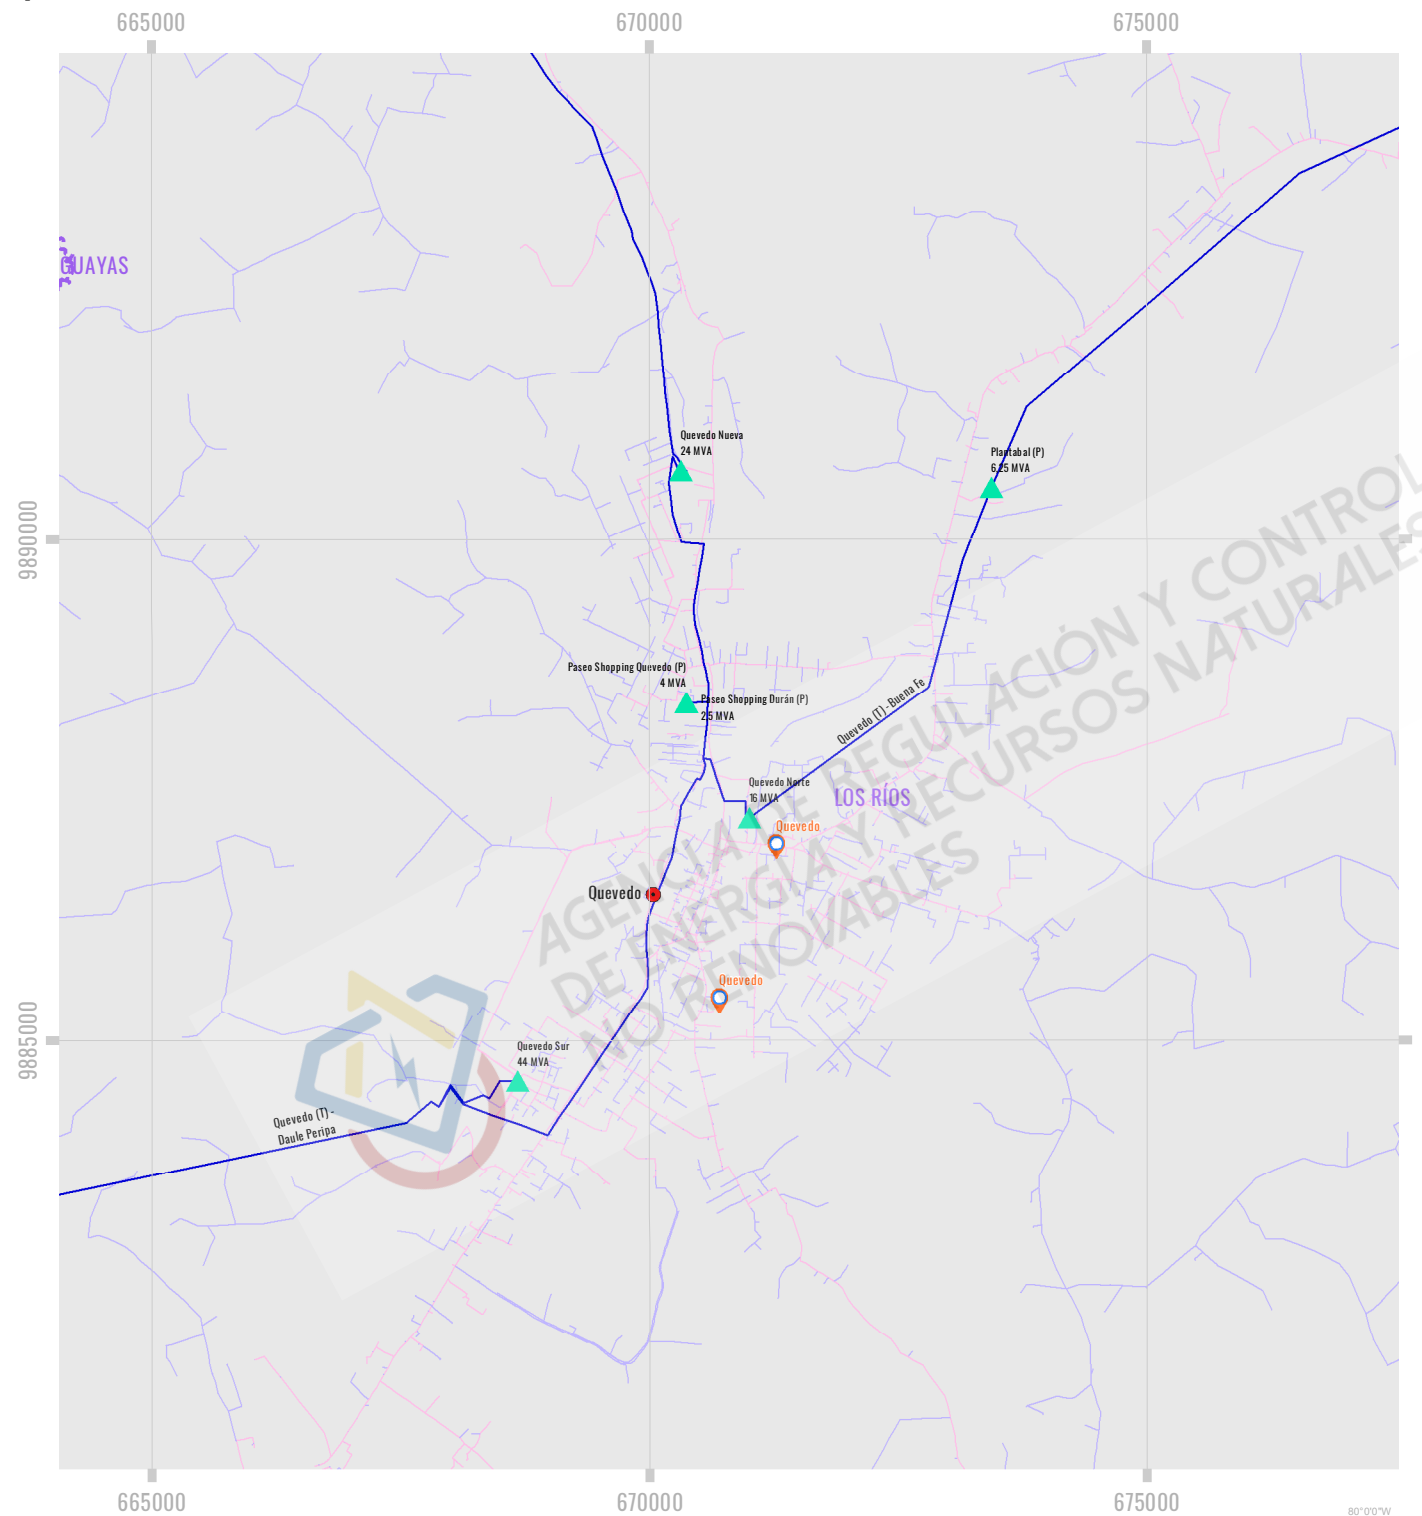 665000
670000
675000
GUAYAS
Quevedo Nueva
24 MVA
Plantabal (P)
6.25 MVA
9890000
Paseo Shopping Quevedo (P)
4 MVA
Paseo Shopping Durán (P)
2.5 MVA
Quevedo (T) - Buena Fe
Quevedo Norte
16 MVA
LOS RÍOS
Quevedo
Quevedo
Quevedo
AGENCIA DE REGULACIÓN Y CONTROL
DE ENERGÍA Y RECURSOS NATURALES
NO RENOVABLES
9885000
Quevedo Sur
44 MVA
Quevedo (T) -
Daule Peripa
665000
670000
675000
80°0'0"W